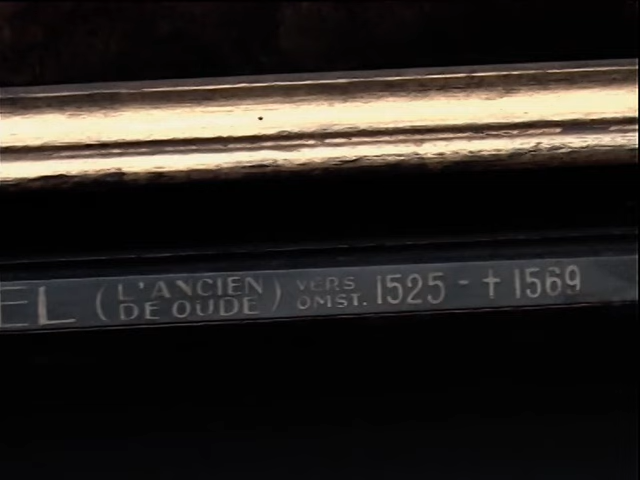 EL (L'ANCIEN VERS 1525 - † 1569
DE OUDE) OMST.